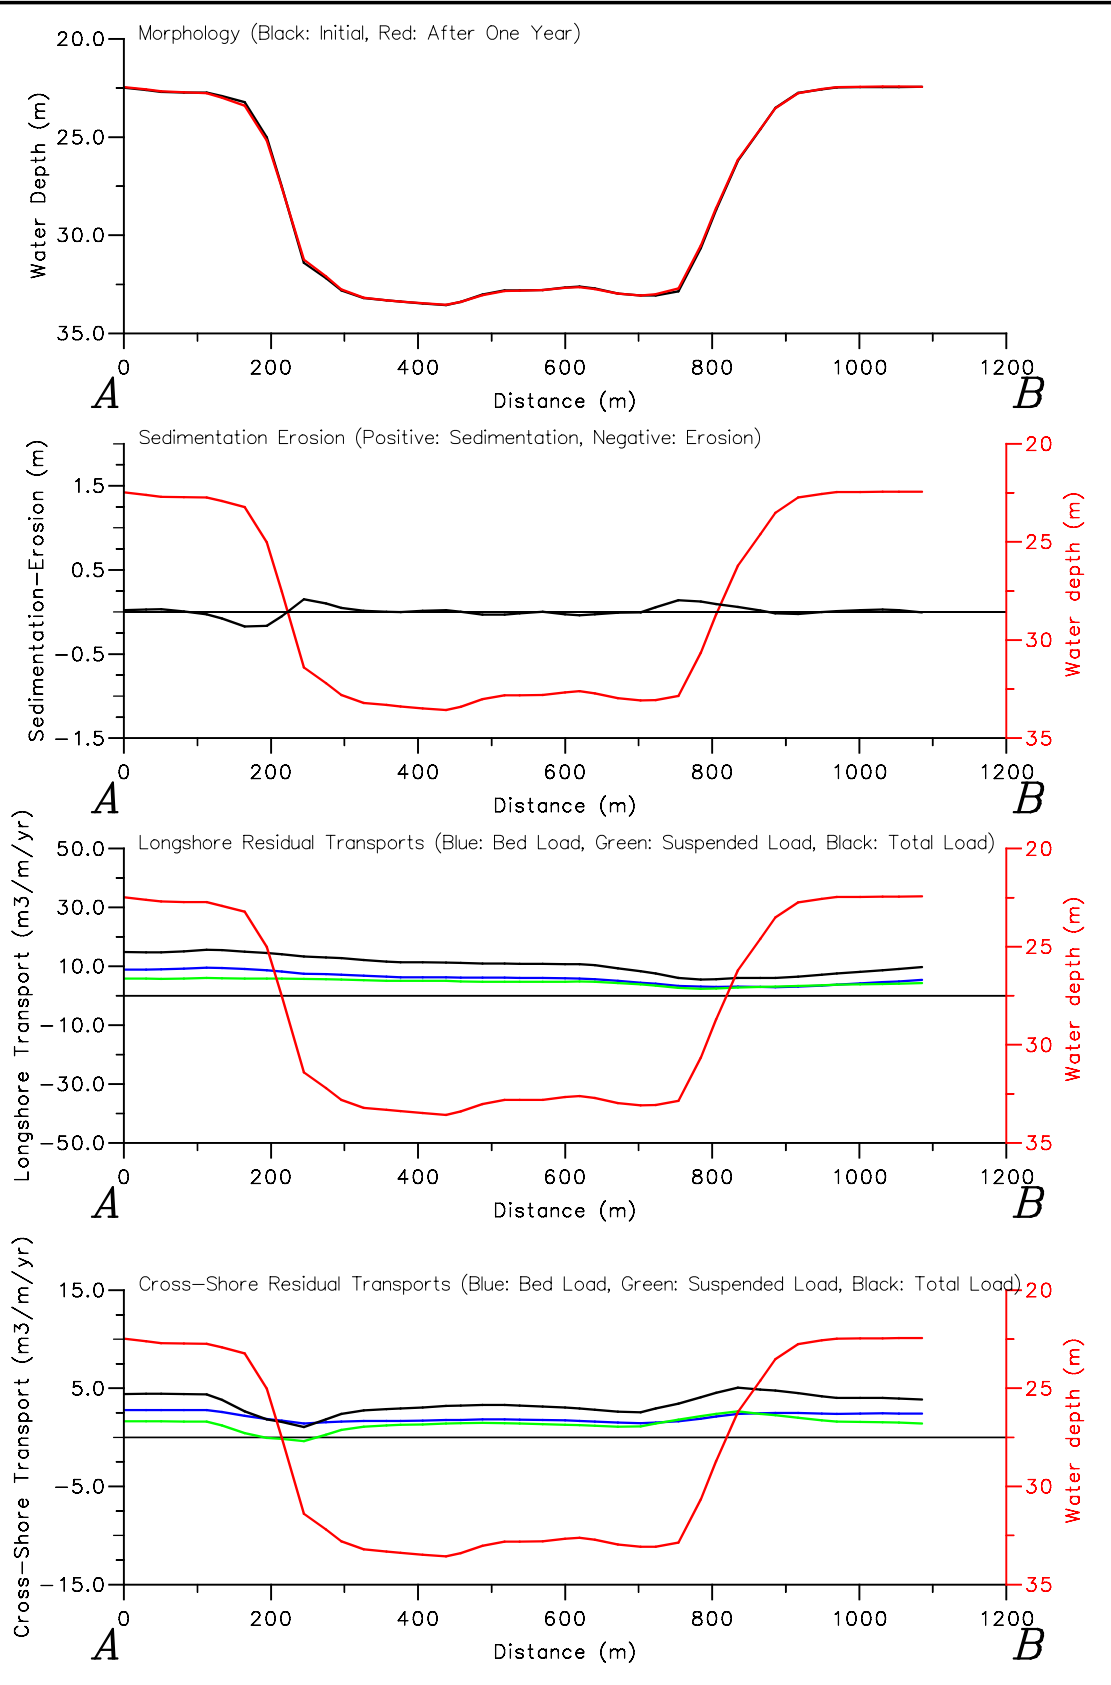 Morphology (Black: Initial, Red: After One Year)
20.0
25.0
30.0
35.0
Water Depth (m)
0 200 400 600 800 1000 1200
A Distance (m) B
Sedimentation Erosion (Positive: Sedimentation, Negative: Erosion)
1.5
0.5
-0.5
-1.5
Sedimentation-Erosion (m)
20
25
30
35
Water depth (m)
0 200 400 600 800 1000 1200
A Distance (m) B
Longshore Residual Transports (Blue: Bed Load, Green: Suspended Load, Black: Total Load)
50.0
30.0
10.0
-10.0
-30.0
-50.0
Longshore Transport (m3/m/yr)
20
25
30
35
Water depth (m)
0 200 400 600 800 1000 1200
A Distance (m) B
Cross-Shore Residual Transports (Blue: Bed Load, Green: Suspended Load, Black: Total Load)
15.0
5.0
-5.0
-15.0
Cross-Shore Transport (m3/m/yr)
20
25
30
35
Water depth (m)
0 200 400 600 800 1000 1200
A Distance (m) B